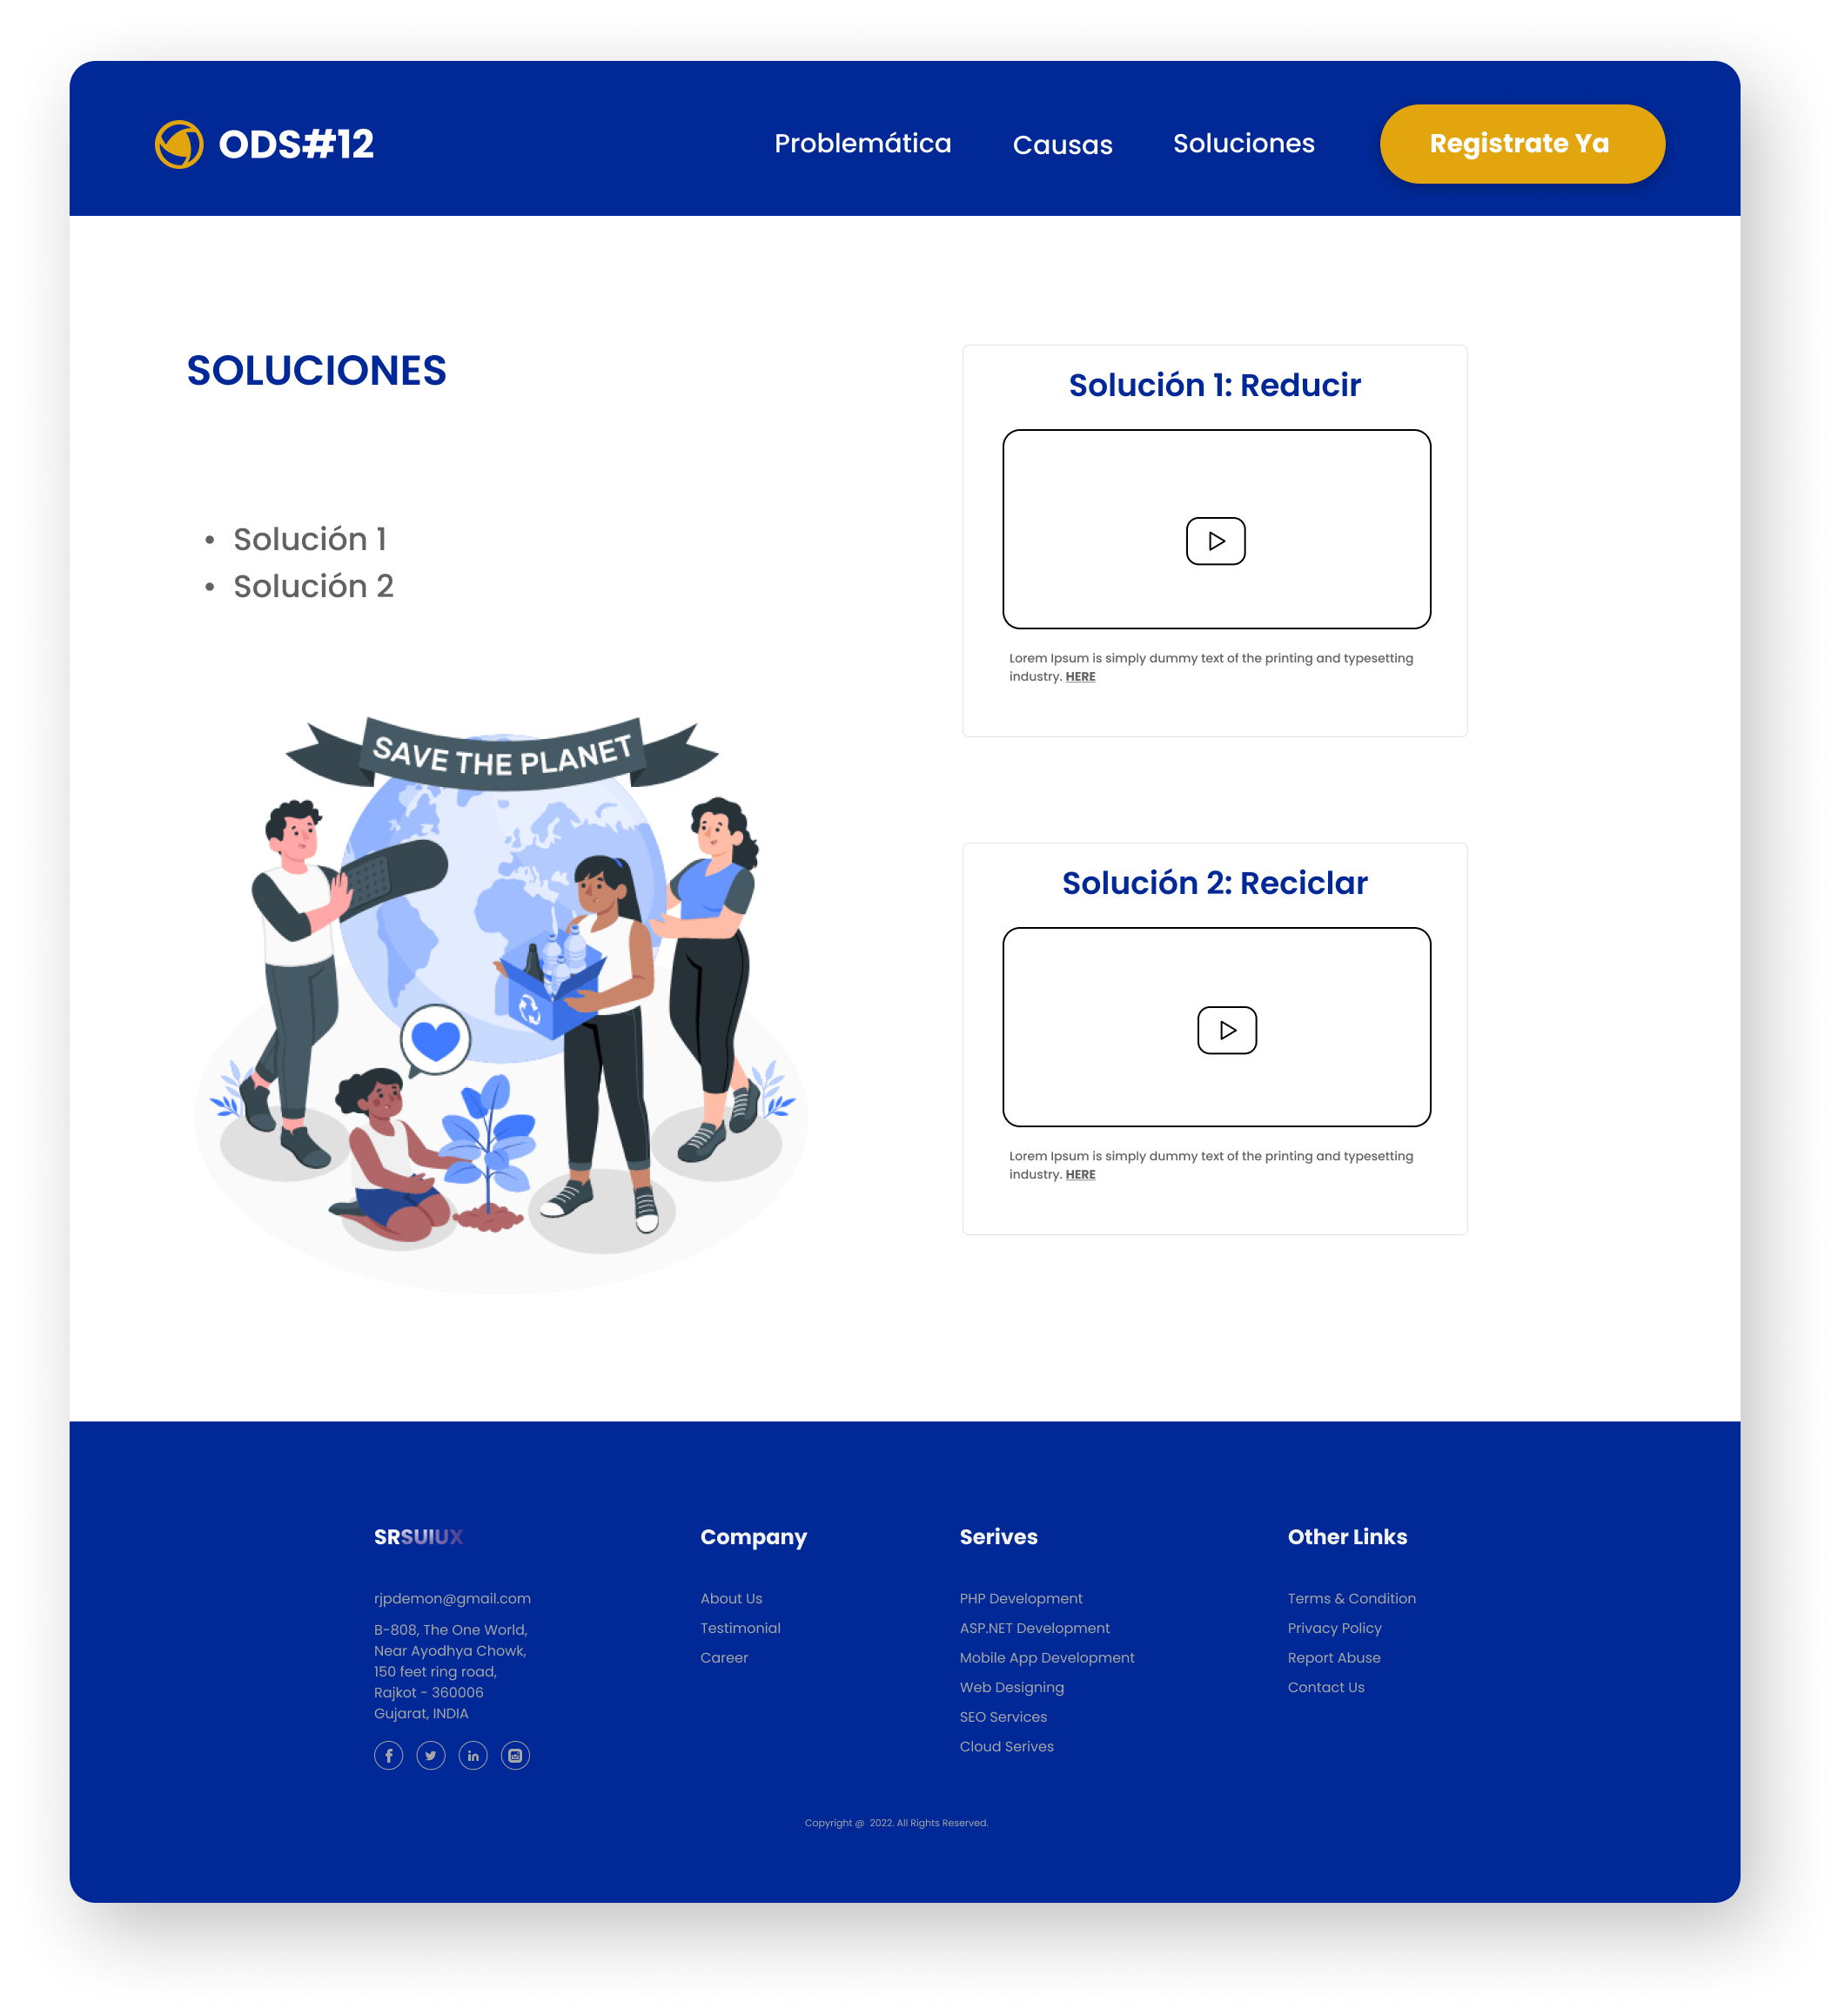 ODS#12
Problemática
Causas
Soluciones
Registrate Ya
SOLUCIONES
• Solución 1
• Solución 2
SAVE THE PLANET
Solución 1: Reducir
Lorem Ipsum is simply dummy text of the printing and typesetting
industry. HERE
Solución 2: Reciclar
Lorem Ipsum is simply dummy text of the printing and typesetting
industry. HERE
SRSUIUX
rjpdemon@gmail.com
B-808, The One World,
Near Ayodhya Chowk,
150 feet ring road,
Rajkot - 360006
Gujarat, INDIA
Company
About Us
Testimonial
Career
Serives
PHP Development
ASP.NET Development
Mobile App Development
Web Designing
SEO Services
Cloud Serives
Other Links
Terms & Condition
Privacy Policy
Report Abuse
Contact Us
Copyright @ 2022. All Rights Reserved.